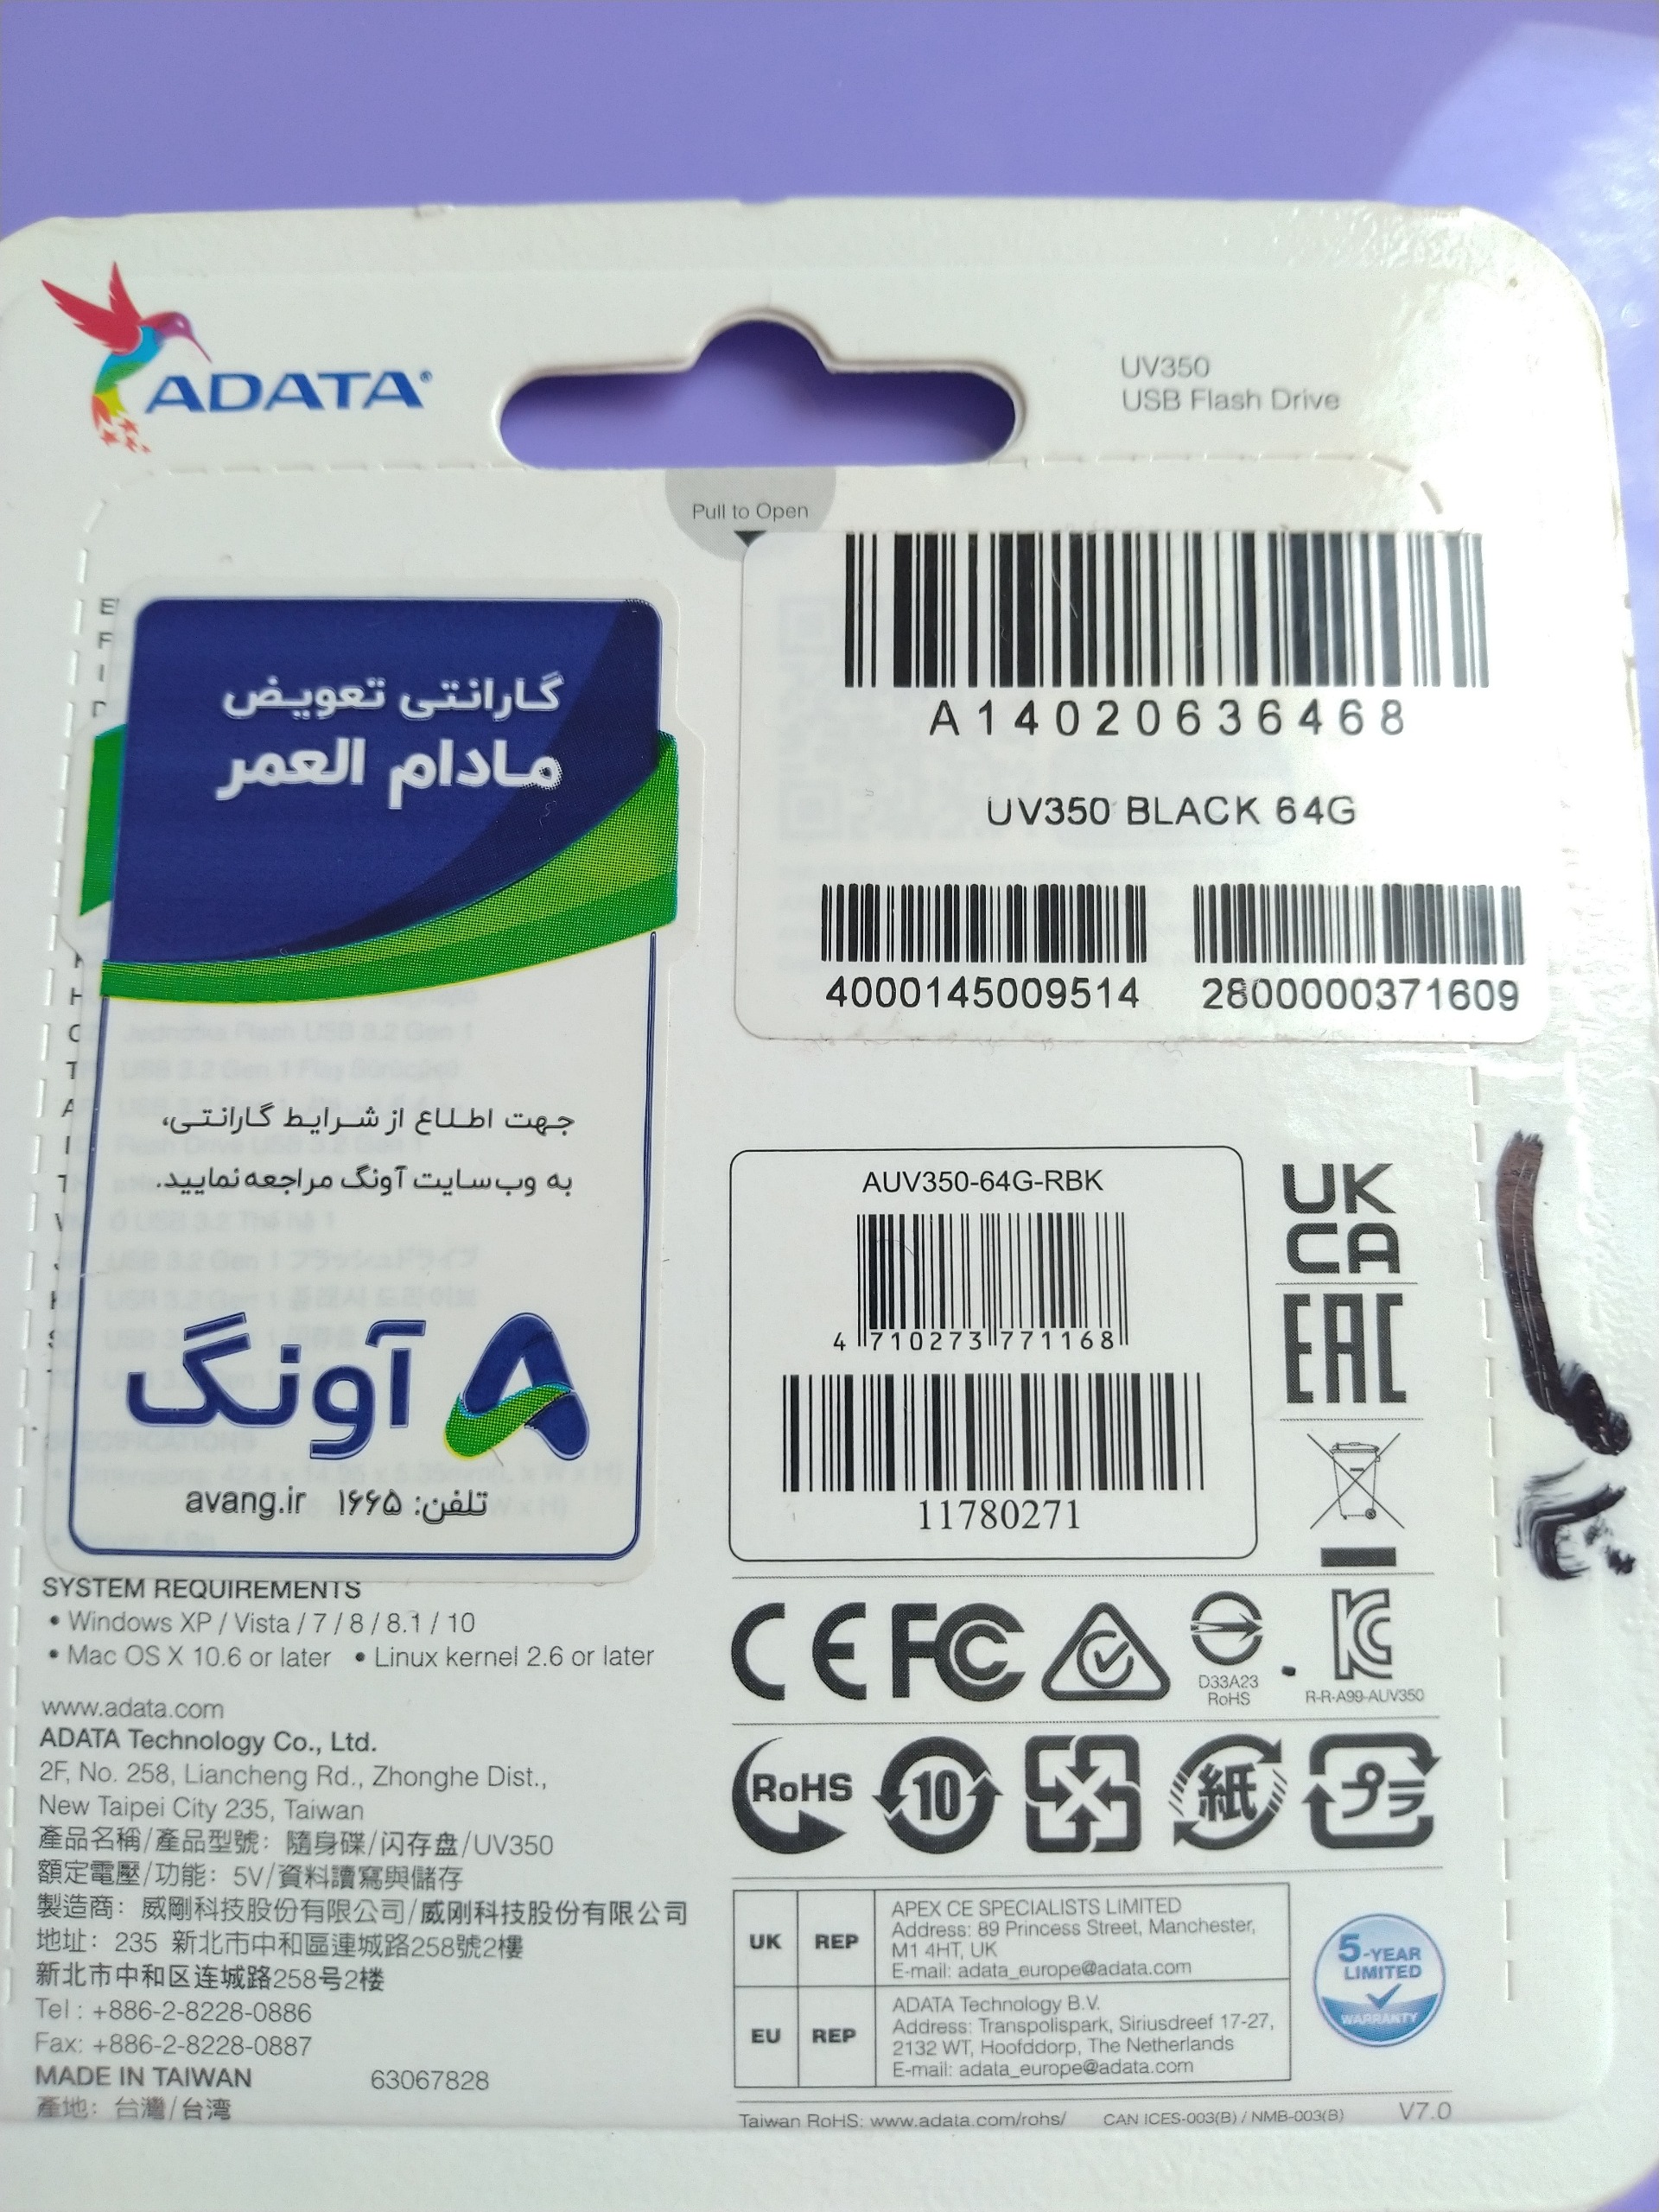 ADATA®
UV350
USB Flash Drive
Pull to Open
گارانتی تعویض
مادام العمر
جهت اطلاع از شرایط گارانتی،
به وب‌سایت آونگ مراجعه نمایید.
آونگ
avang.ir تلفن: ۱۶۶۵
A14020636468
UV350 BLACK 64G
4000145009514 2800000371609
AUV350-64G-RBK
4 710273 771168
11780271
UK
CA
EAC
SYSTEM REQUIREMENTS
• Windows XP / Vista / 7 / 8 / 8.1 / 10
• Mac OS X 10.6 or later • Linux kernel 2.6 or later
www.adata.com
ADATA Technology Co., Ltd.
2F, No. 258, Liancheng Rd., Zhonghe Dist.,
New Taipei City 235, Taiwan
產品名稱/產品型號：隨身碟/闪存盘/UV350
額定電壓/功能：5V/資料讀寫與儲存
製造商：威剛科技股份有限公司/威刚科技股份有限公司
地址：235 新北市中和區連城路258號2樓
新北市中和区连城路258号2楼
Tel : +886-2-8228-0886
Fax: +886-2-8228-0887
MADE IN TAIWAN 63067828
產地：台灣/台湾
CE FC
D33A23
RoHS
KC
R-R-A99-AUV350
RoHS 10 紙 プラ
UK REP
APEX CE SPECIALISTS LIMITED
Address: 89 Princess Street, Manchester,
M1 4HT, UK
E-mail: adata_europe@adata.com
EU REP
ADATA Technology B.V.
Address: Transpolispark, Siriusdreef 17-27,
2132 WT, Hoofddorp, The Netherlands
E-mail: adata_europe@adata.com
5-YEAR
LIMITED
WARRANTY
Taiwan RoHS: www.adata.com/rohs/ CAN ICES-003(B) / NMB-003(B) V7.0